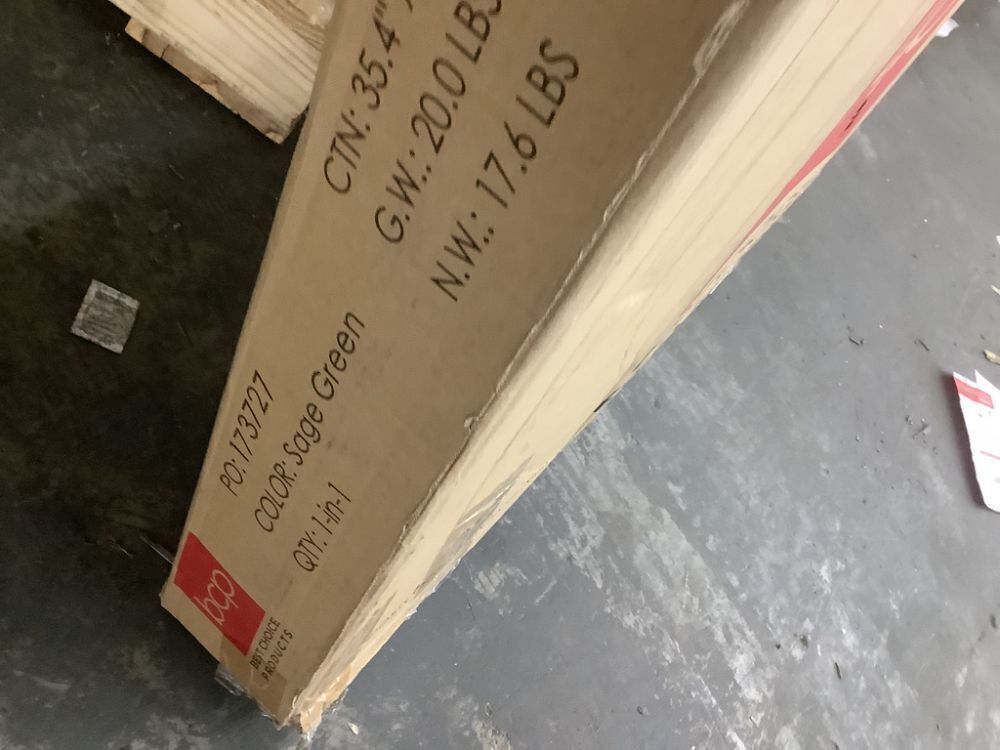 bcp
BEST CHOICE
PRODUCTS
PO: 173727
COLOR: Sage Green
QTY: 1-in-1
CTN: 35.4"
G.W.: 20.0 LBS
N.W.: 17.6 LBS